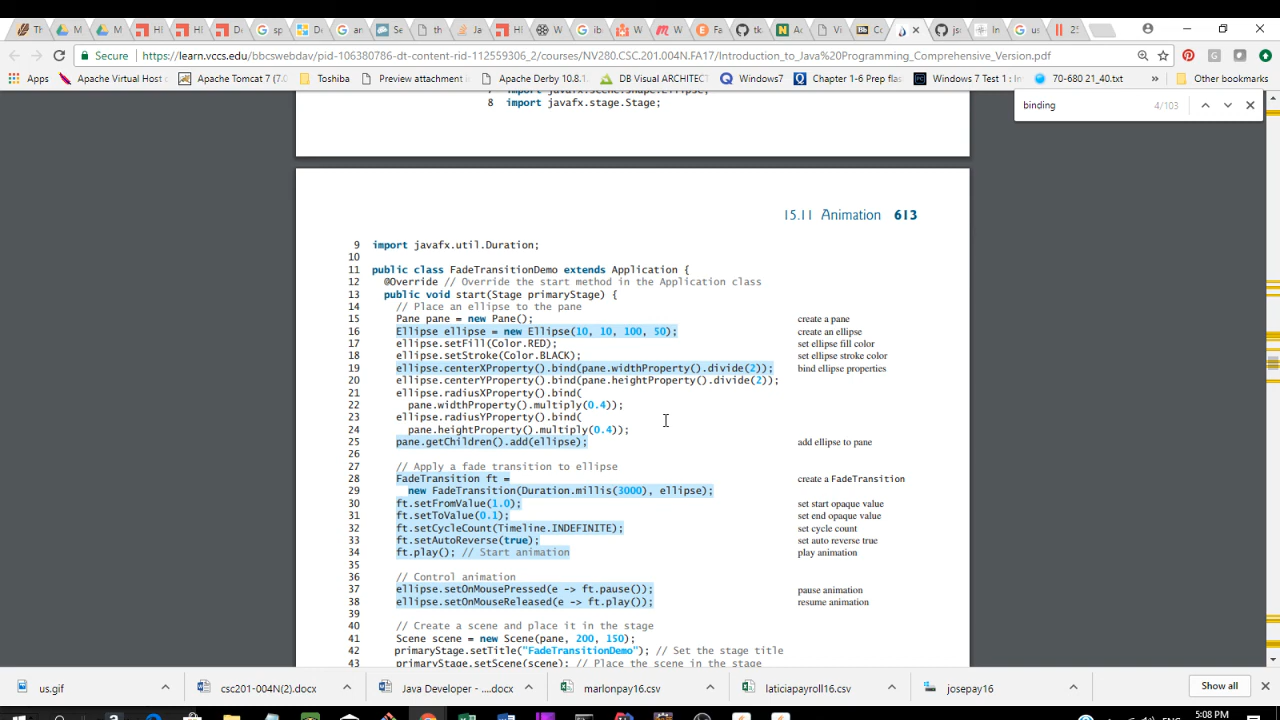 Secure
https://learn.vccs.edu/bbcswebdav/pid-106380786-dt-content-rid-112559306_2/courses/NV280.CSC.201.004N.FA17/Introduction_to_Java%20Programming_Comprehensive_Version.pdf
Apps
Apache Virtual Host
Apache Tomcat 7 (7.0
Toshiba
Preview attachment
Apache Derby 10.8.1.
DB Visual ARCHITECT
Windows7
Chapter 1-6 Prep flas
Windows 7 Test 1 : In
70-680 21_40.txt
»
Other bookmarks
binding
4/103
7 import javafx.scene.shape.Ellipse;
8 import javafx.stage.Stage;
15.11 Animation 613
9 import javafx.util.Duration;
10
11 public class FadeTransitionDemo extends Application {
12 @Override // Override the start method in the Application class
13 public void start(Stage primaryStage) {
14 // Place an ellipse to the pane
15 Pane pane = new Pane(); create a pane
16 Ellipse ellipse = new Ellipse(10, 10, 100, 50); create an ellipse
17 ellipse.setFill(Color.RED); set ellipse fill color
18 ellipse.setStroke(Color.BLACK); set ellipse stroke color
19 ellipse.centerXProperty().bind(pane.widthProperty().divide(2)); bind ellipse properties
20 ellipse.centerYProperty().bind(pane.heightProperty().divide(2));
21 ellipse.radiusXProperty().bind(
22 pane.widthProperty().multiply(0.4));
23 ellipse.radiusYProperty().bind(
24 pane.heightProperty().multiply(0.4));
25 pane.getChildren().add(ellipse); add ellipse to pane
26
27 // Apply a fade transition to ellipse
28 FadeTransition ft = create a FadeTransition
29 new FadeTransition(Duration.millis(3000), ellipse);
30 ft.setFromValue(1.0); set start opaque value
31 ft.setToValue(0.1); set end opaque value
32 ft.setCycleCount(Timeline.INDEFINITE); set cycle count
33 ft.setAutoReverse(true); set auto reverse true
34 ft.play(); // Start animation play animation
35
36 // Control animation
37 ellipse.setOnMousePressed(e -> ft.pause()); pause animation
38 ellipse.setOnMouseReleased(e -> ft.play()); resume animation
39
40 // Create a scene and place it in the stage
41 Scene scene = new Scene(pane, 200, 150);
42 primaryStage.setTitle("FadeTransitionDemo"); // Set the stage title
43 primaryStage.setScene(scene); // Place the scene in the stage
us.gif
csc201-004N(2).docx
Java Developer - ....docx
marlonpay16.csv
laticiapayroll16.csv
josepay16
Show all
ENG
5:08 PM